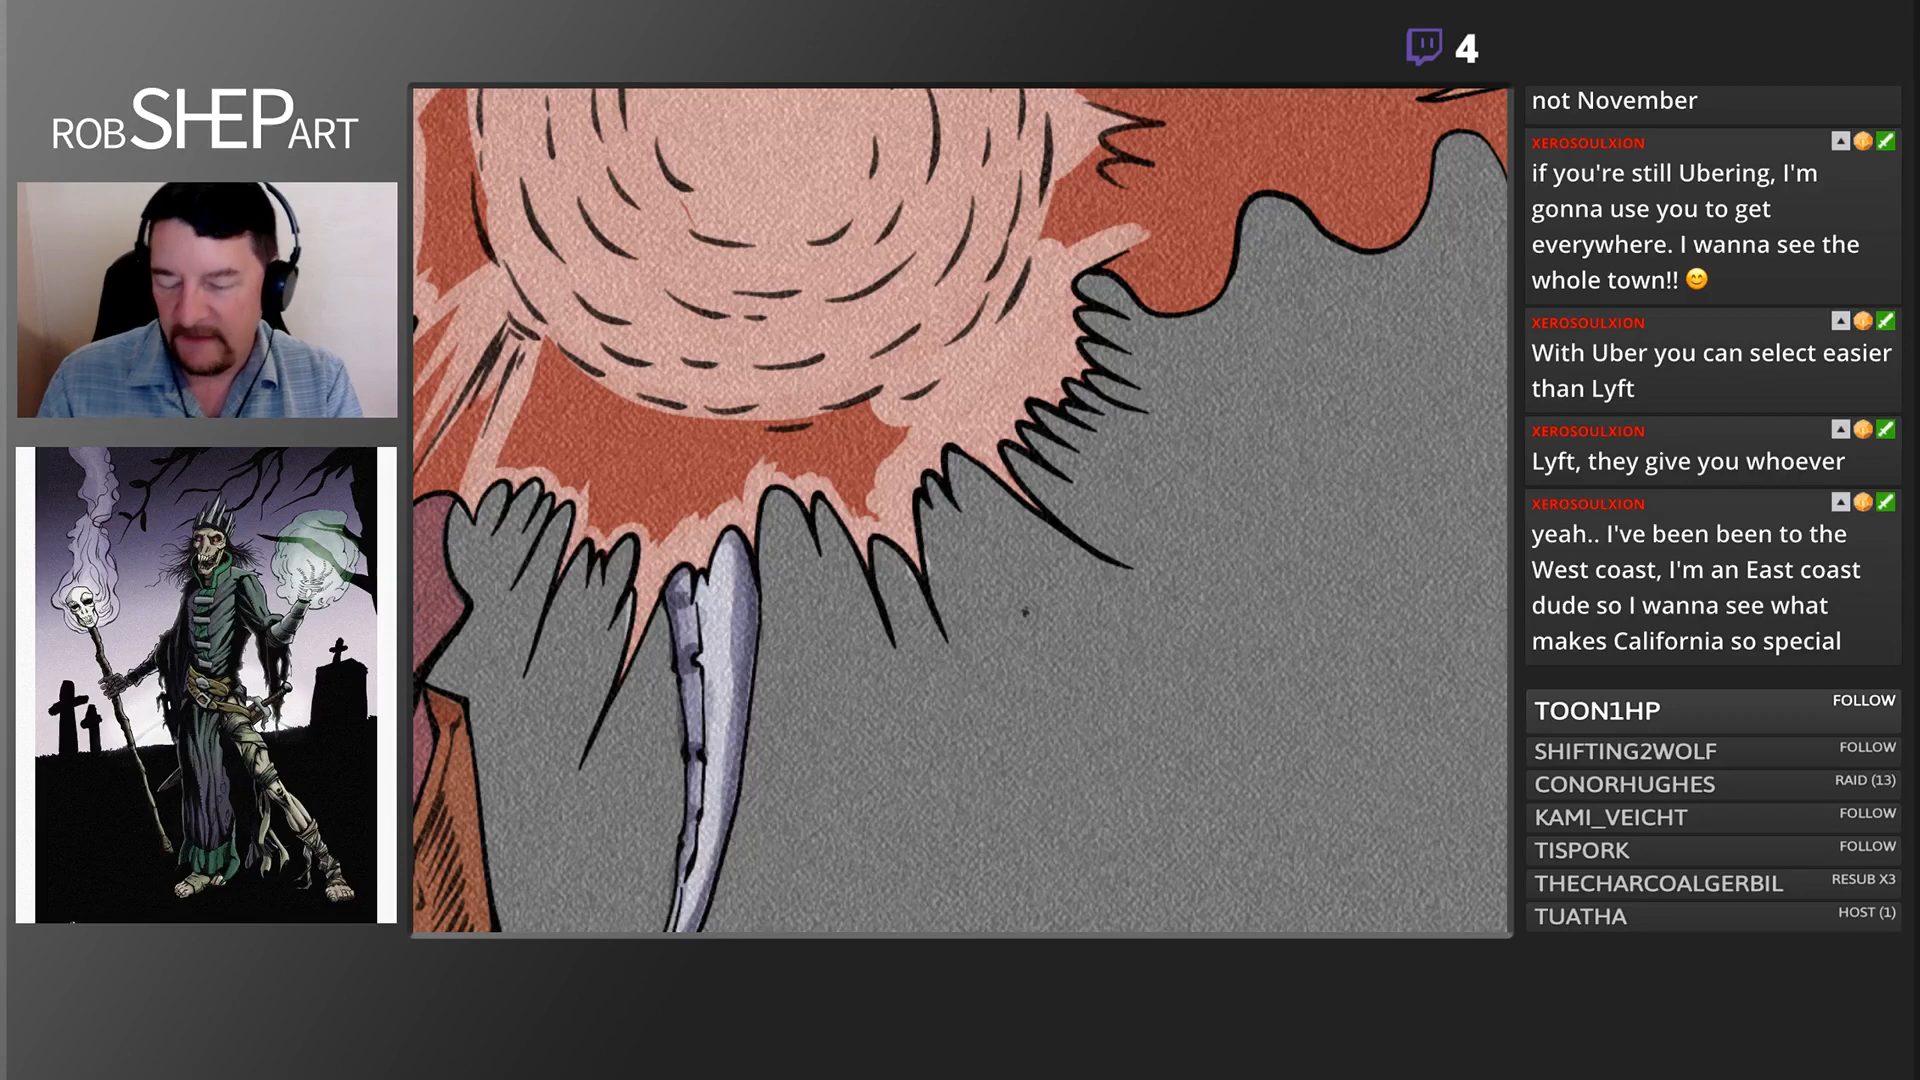 4
ROB SHEP ART
not November
XEROSOULXION
if you're still Ubering, I'm
gonna use you to get
everywhere. I wanna see the
whole town!! 😊
XEROSOULXION
With Uber you can select easier
than Lyft
XEROSOULXION
Lyft, they give you whoever
XEROSOULXION
yeah.. I've been been to the
West coast, I'm an East coast
dude so I wanna see what
makes California so special
TOON1HP FOLLOW
SHIFTING2WOLF FOLLOW
CONORHUGHES RAID (13)
KAMI_VEICHT FOLLOW
TISPORK FOLLOW
THECHARCOALGERBIL RESUB X3
TUATHA HOST (1)